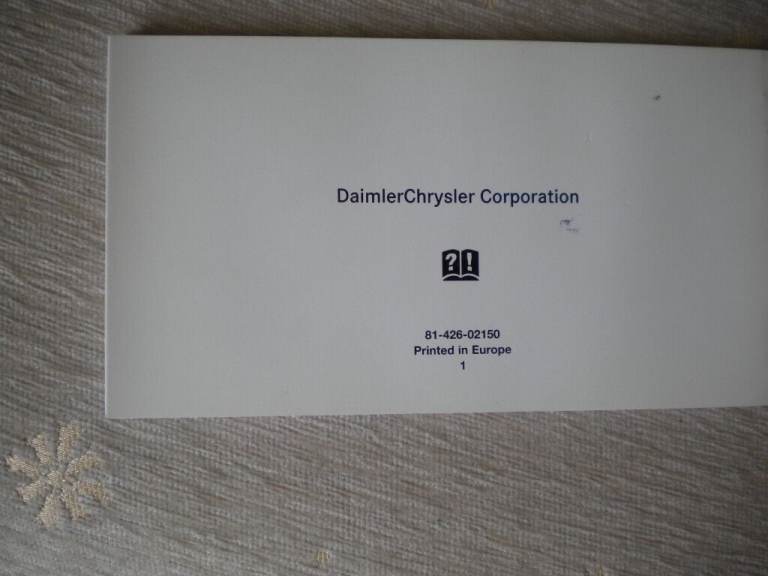 DaimlerChrysler Corporation
?!
81-426-02150
Printed in Europe
1